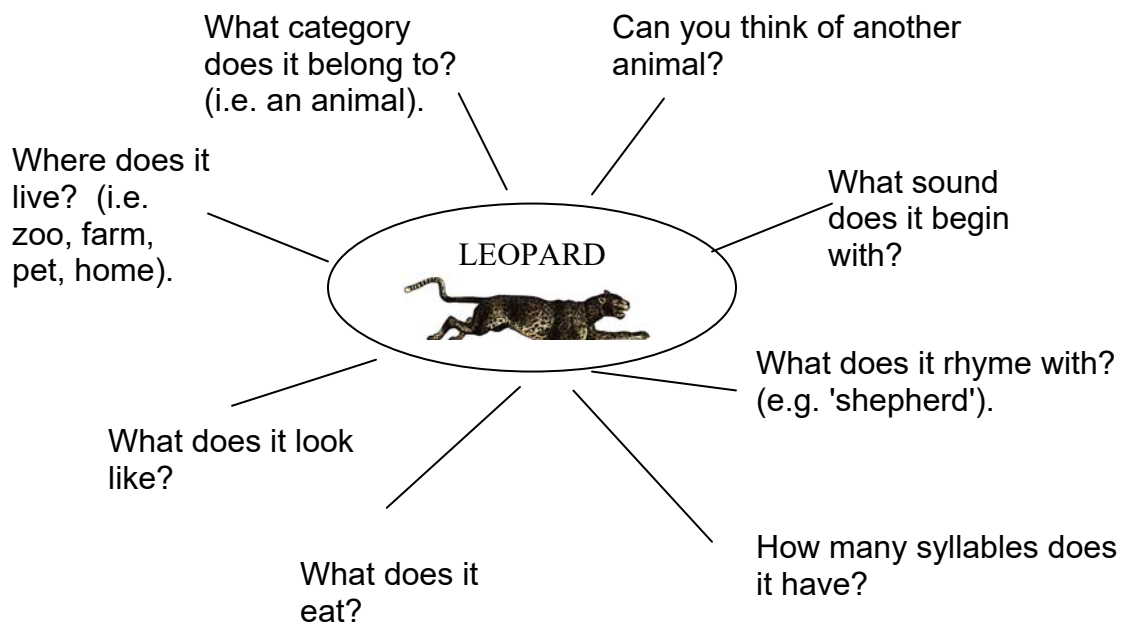 What category
does it belong to?
(i.e. an animal).
Can you think of another
animal?
Where does it
live?  (i.e.
zoo, farm,
pet, home).
What sound
does it begin
with?
LEOPARD
What does it rhyme with?
(e.g. 'shepherd').
What does it look
like?
How many syllables does
it have?
What does it
eat?